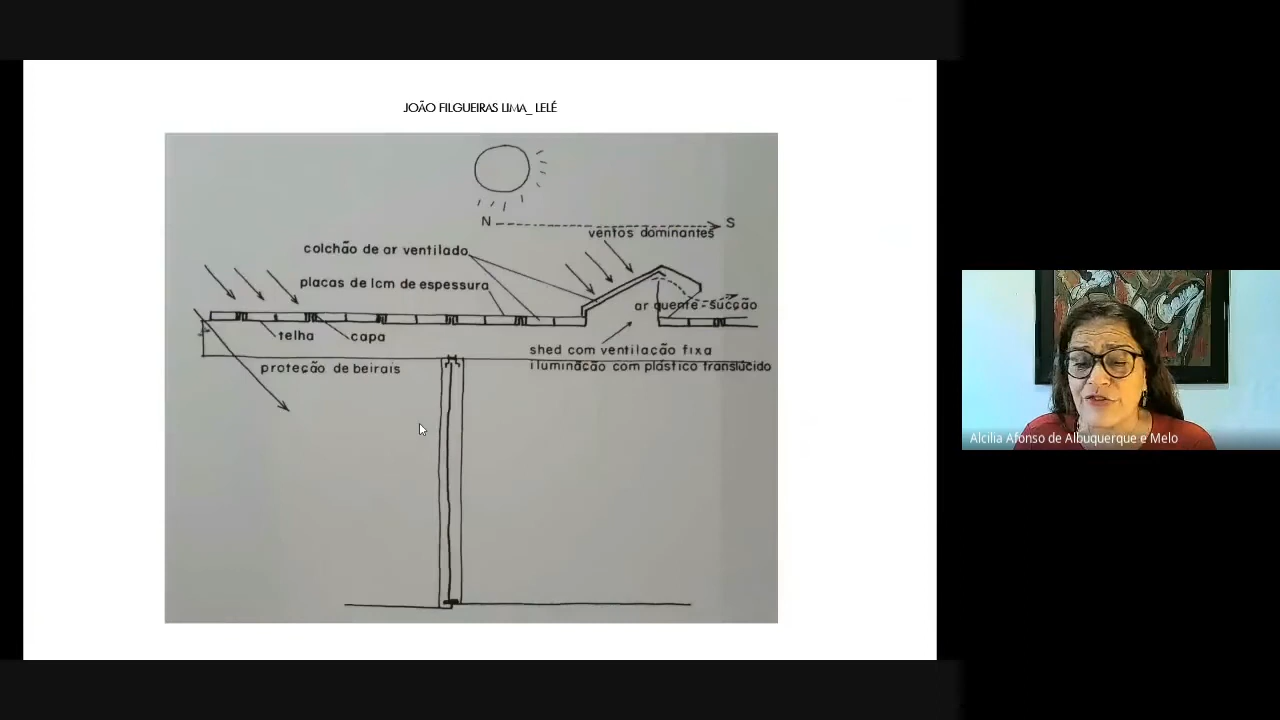 JOÃO FILGUEIRAS LIMA_ LELÉ
N
S
ventos dominantes
colchão de ar ventilado
placas de 1cm de espessura
ar quente - sucção
telha
capa
shed com ventilação fixa
iluminação com plástico translúcido
proteção de beirais
Alcilia Afonso de Albuquerque e Melo